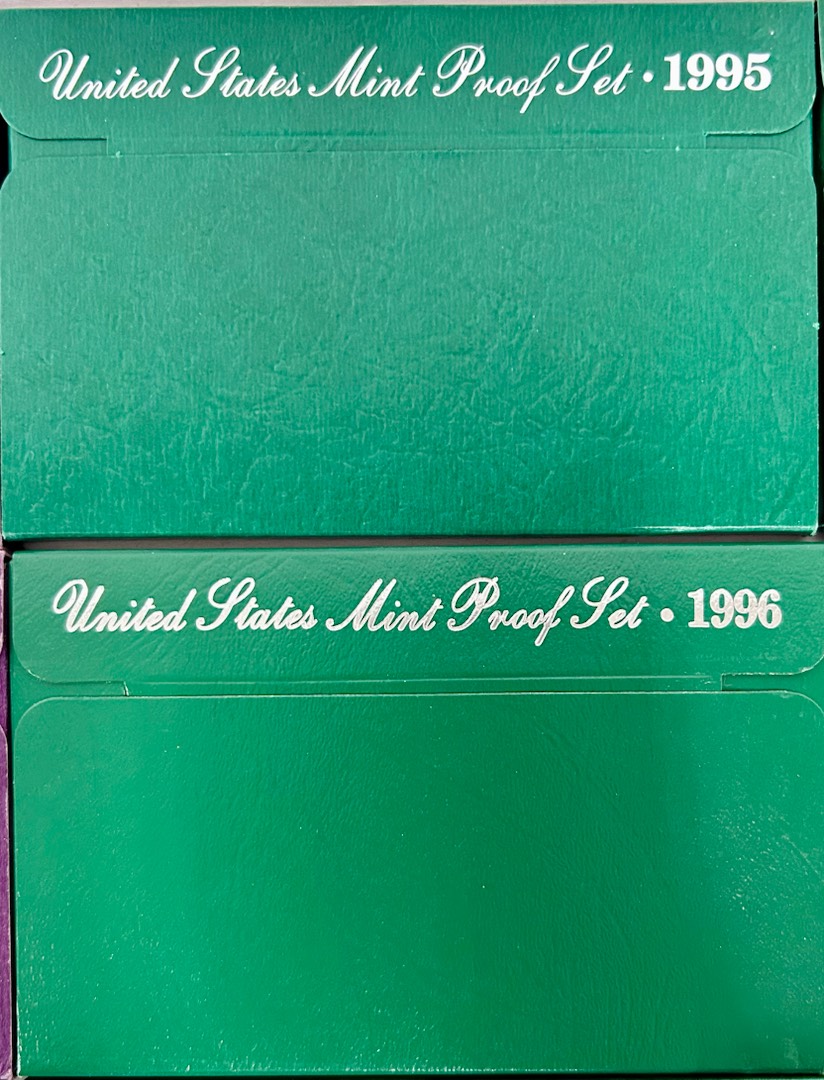 United States Mint Proof Set • 1995
United States Mint Proof Set • 1996